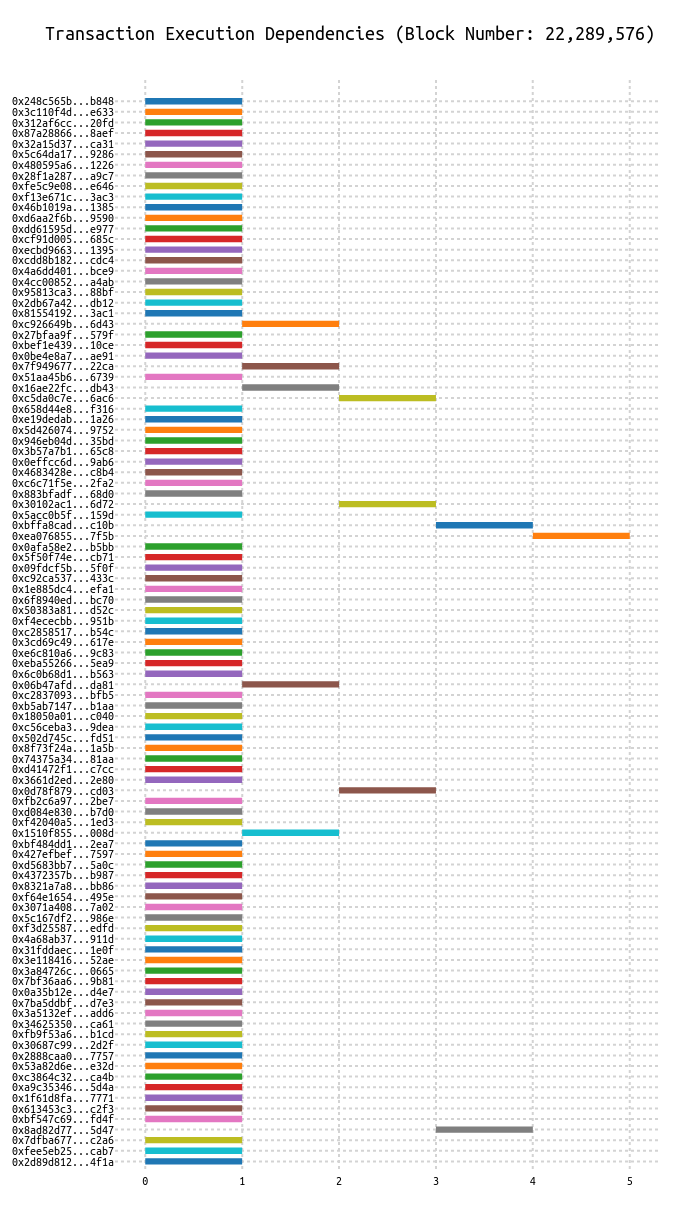 Transaction Execution Dependencies (Block Number: 22,289,576)
0x248c565b...b848
0x3c110f4d...e633
0x312af6cc...20fd
0x87a28866...8aef
0x32a15d37...ca31
0x5c64da17...9286
0x480595a6...1226
0x28f1a287...a9c7
0xfe5c9e08...e646
0xf13e671c...3ac3
0x46b1019a...1385
0xd6aa2f6b...9590
0xdd61595d...e977
0xcf91d005...685c
0xecbd9663...1395
0xcdd8b182...cdc4
0x4a6dd401...bce9
0x4cc00852...a4ab
0x95813ca3...88bf
0x2db67a42...db12
0x81554192...3ac1
0xc926649b...6d43
0x27bfaa9f...579f
0xbef1e439...10ce
0x0be4e8a7...ae91
0x7f949677...22ca
0x51aa45b6...6739
0x16ae22fc...db43
0xc5da0c7e...6ac6
0x658d44e8...f316
0xe19dedab...1a26
0x5d426074...9752
0x946eb04d...35bd
0x3b57a7b1...65c8
0x0effcc6d...9ab6
0x4683428e...c8b4
0xc6c71f5e...2fa2
0x883bfadf...68d0
0x30102ac1...6d72
0x5acc0b5f...159d
0xbffa8cad...c10b
0xea076855...7f5b
0x0afa58e2...b5bb
0x5f50f74e...cb71
0x09fdcf5b...5f0f
0xc92ca537...433c
0x1e885dc4...efa1
0x6f8940ed...bc70
0x50383a81...d52c
0xf4ececbb...951b
0xc2858517...b54c
0x3cd69c49...617e
0xe6c810a6...9c83
0xeba55266...5ea9
0x6c0b68d1...b563
0x06b47afd...da81
0xc2837093...bfb5
0xb5ab7147...b1aa
0x18050a01...c040
0xc56ceba3...9dea
0x502d745c...fd51
0x8f73f24a...1a5b
0x74375a34...81aa
0xd41472f1...c7cc
0x3661d2ed...2e80
0x0d78f879...cd03
0xfb2c6a97...2be7
0xd084e830...b7d0
0xf42040a5...1ed3
0x1510f855...008d
0xbf484dd1...2ea7
0x427efbef...7597
0xd5683bb7...5a0c
0x4372357b...b987
0x8321a7a8...bb86
0xf64e1654...495e
0x3071a408...7a02
0x5c167df2...986e
0xf3d25587...edfd
0x4a68ab37...911d
0x31fddaec...1e0f
0x3e118416...52ae
0x3a84726c...0665
0x7bf36aa6...9b81
0x0a35b12e...d4e7
0x7ba5ddbf...d7e3
0x3a5132ef...add6
0x34625350...ca61
0xfb9f53a6...b1cd
0x30687c99...2d2f
0x2888caa0...7757
0x53a82d6e...e32d
0xc3864c32...ca4b
0xa9c35346...5d4a
0x1f61d8fa...7771
0x613453c3...c2f3
0xbf547c69...fd4f
0x8ad82d77...5d47
0x7dfba677...c2a6
0xfee5eb25...cab7
0x2d89d812...4f1a
0 1 2 3 4 5